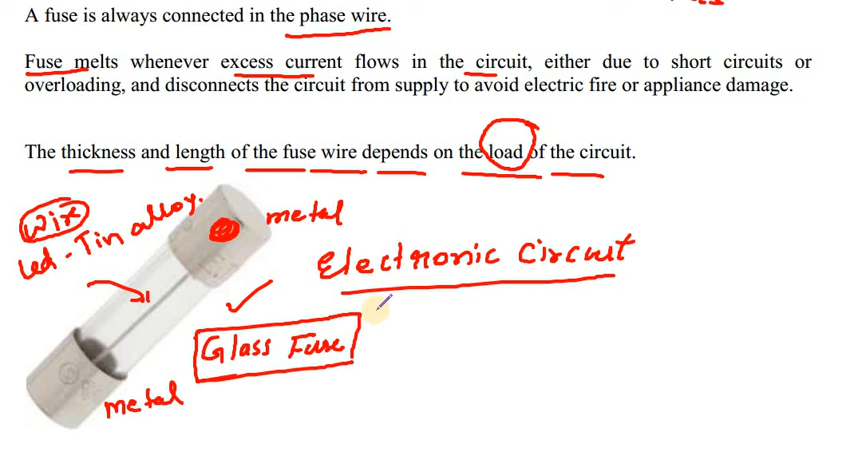 A fuse is always connected in the phase wire.
Fuse melts whenever excess current flows in the circuit, either due to short circuits or
overloading, and disconnects the circuit from supply to avoid electric fire or appliance damage.
The thickness and length of the fuse wire depends on the load of the circuit.
metal
Led-Tin alloy.
Electronic Circuit
Glass Fuse
metal